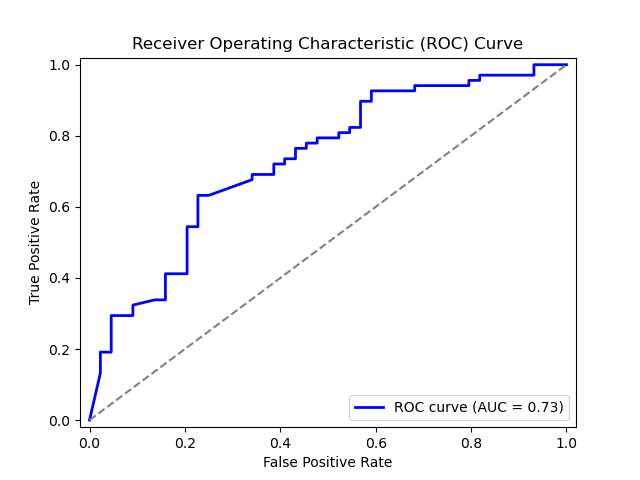 Receiver Operating Characteristic (ROC) Curve
True Positive Rate
1.0
0.8
0.6
0.4
0.2
0.0
ROC curve (AUC = 0.73)
0.0 0.2 0.4 0.6 0.8 1.0
False Positive Rate